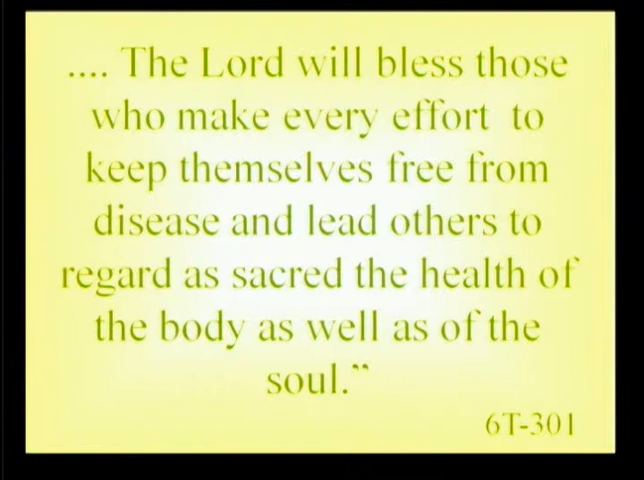 .... The Lord will bless those
who make every effort to
keep themselves free from
disease and lead others to
regard as sacred the health of
the body as well as of the
soul.”
6T-301